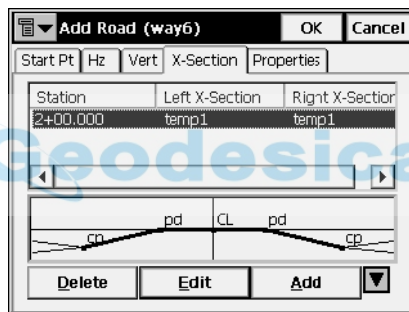 Add Road (way6) OK Cancel
Start Pt Hz Vert X-Section Properties
Station Left X-Section Rignt X-Section
2+00.000 temp1 temp1
Geodesica
pd CL pd
cp cp
Delete Edit Add